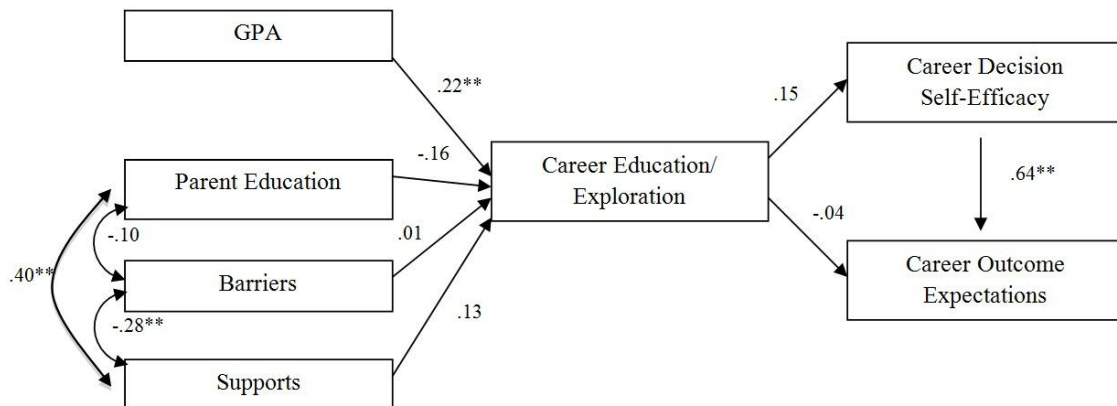 GPA
.22**
Career Decision
Self-Efficacy
.15
-.16
Parent Education
Career Education/
Exploration
.64**
-.10
.01
-.04
.40**
Barriers
Career Outcome
Expectations
.13
-.28**
Supports